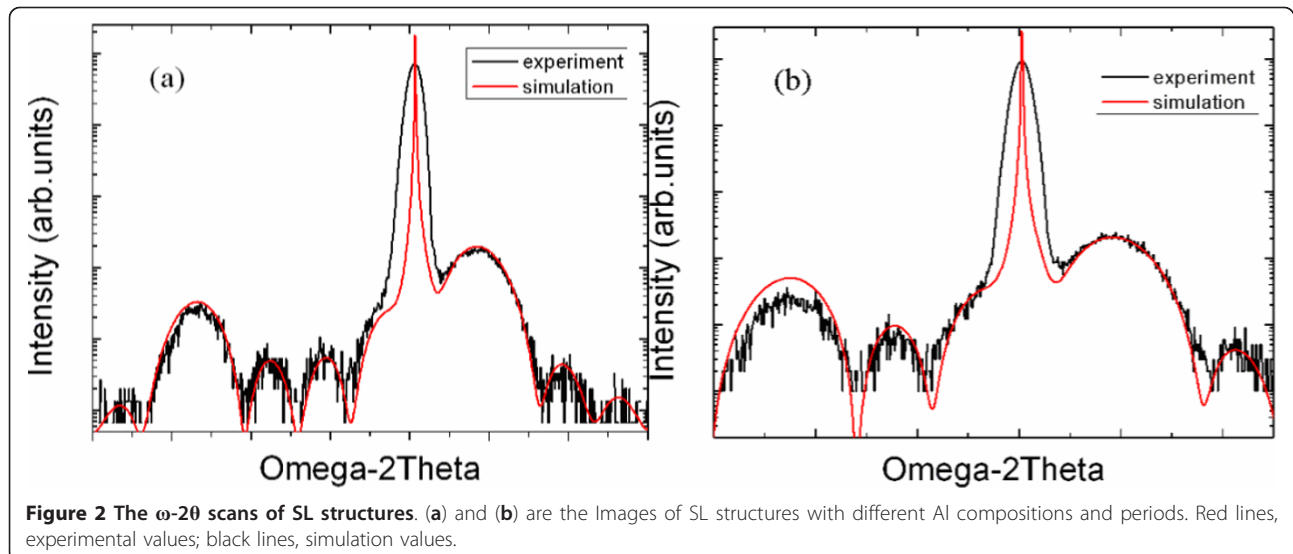 (a)
experiment
simulation
Intensity (arb.units)
Omega-2Theta
(b)
experiment
simulation
Intensity (arb.units)
Omega-2Theta
Figure 2 The ω-2θ scans of SL structures. (a) and (b) are the Images of SL structures with different Al compositions and periods. Red lines,
experimental values; black lines, simulation values.